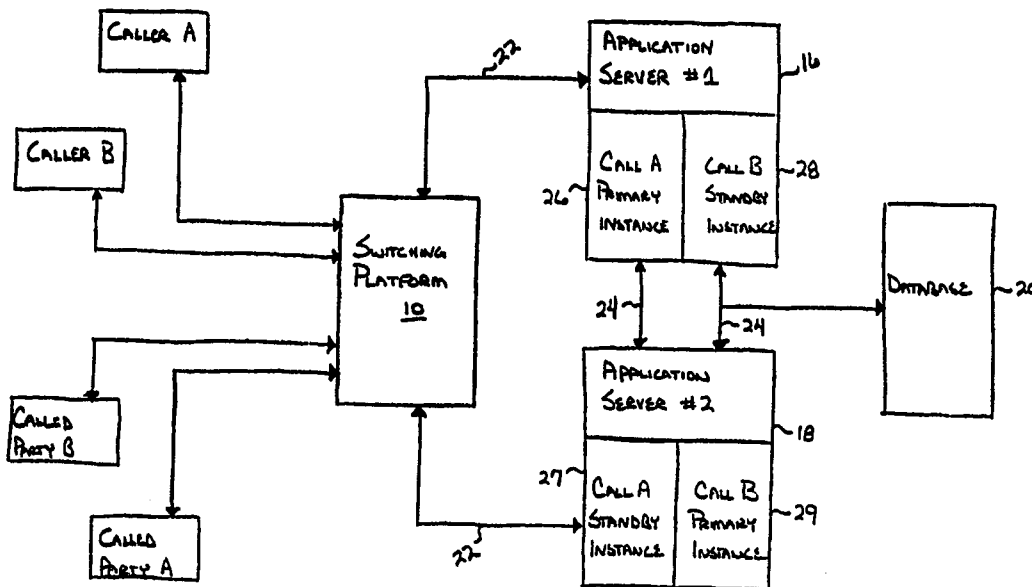 CALLER A
CALLER B
SWITCHING
PLATFORM
10
CALLED
PARTY B
CALLED
PARTY A
22
22
APPLICATION
SERVER #1
16
CALL A
PRIMARY
INSTANCE
26
CALL B
STANDBY
INSTANCE
28
24
24
DATABASE
20
APPLICATION
SERVER #2
18
27
CALL A
STANDBY
INSTANCE
CALL B
PRIMARY
INSTANCE
29